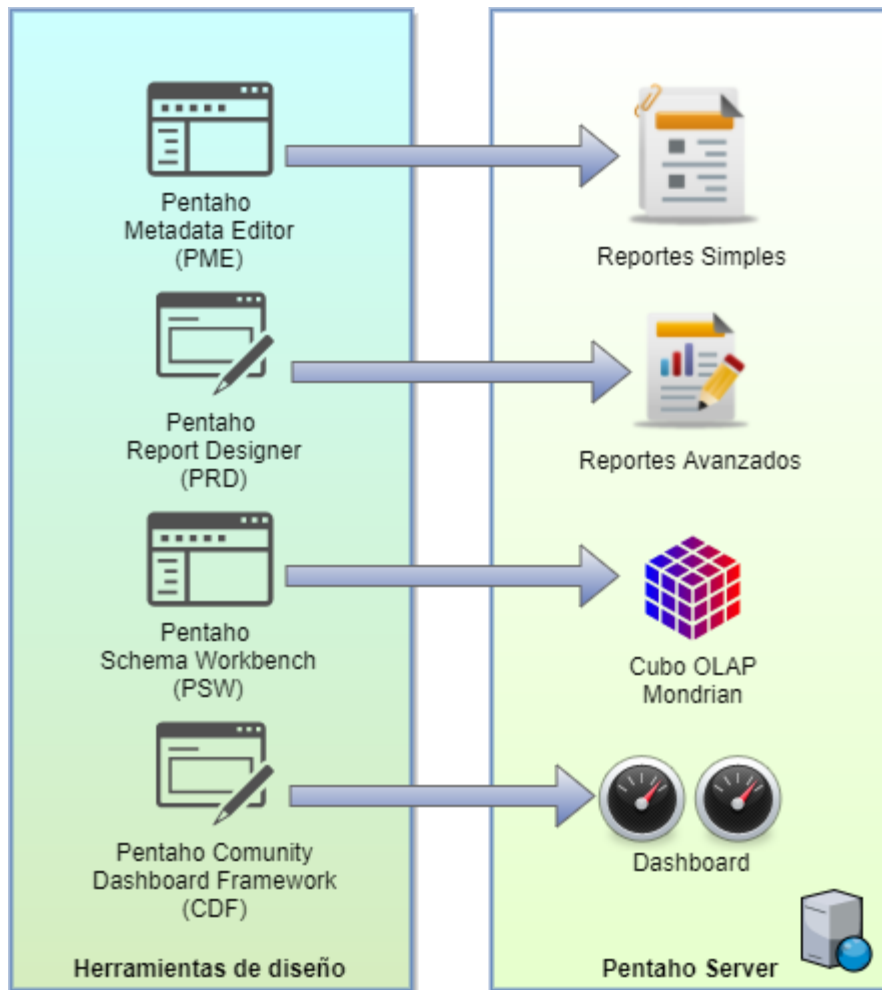 Pentaho
Metadata Editor
(PME)
Reportes Simples
Pentaho
Report Designer
(PRD)
Reportes Avanzados
Pentaho
Schema Workbench
(PSW)
Cubo OLAP
Mondrian
Pentaho Comunity
Dashboard Framework
(CDF)
Dashboard
Herramientas de diseño
Pentaho Server